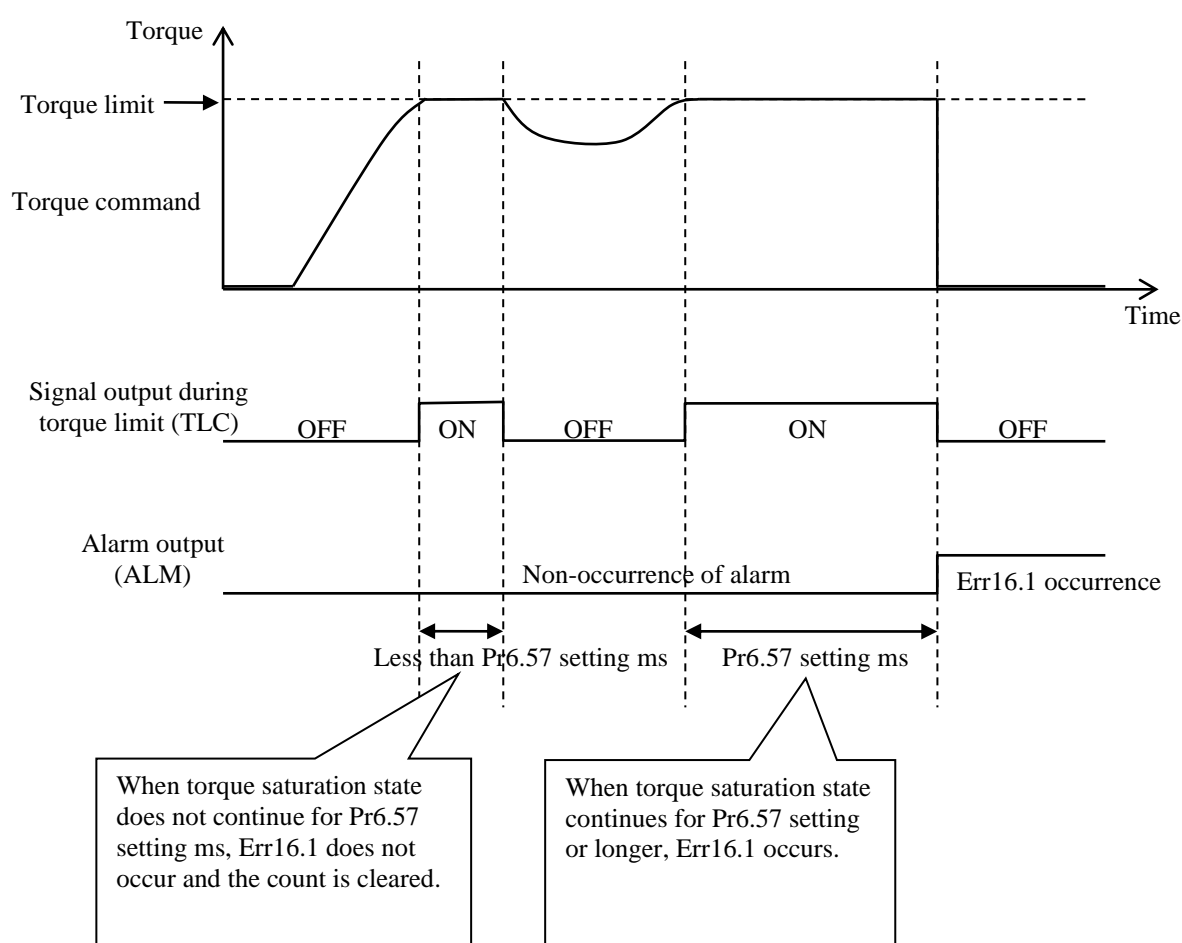 Torque
Torque limit
Torque command
Time
Signal output during
torque limit (TLC)
OFF
ON
OFF
ON
OFF
Alarm output
(ALM)
Non-occurrence of alarm
Err16.1 occurrence
Less than Pr6.57 setting ms
Pr6.57 setting ms
When torque saturation state
does not continue for Pr6.57
setting ms, Err16.1 does not
occur and the count is cleared.
When torque saturation state
continues for Pr6.57 setting
or longer, Err16.1 occurs.